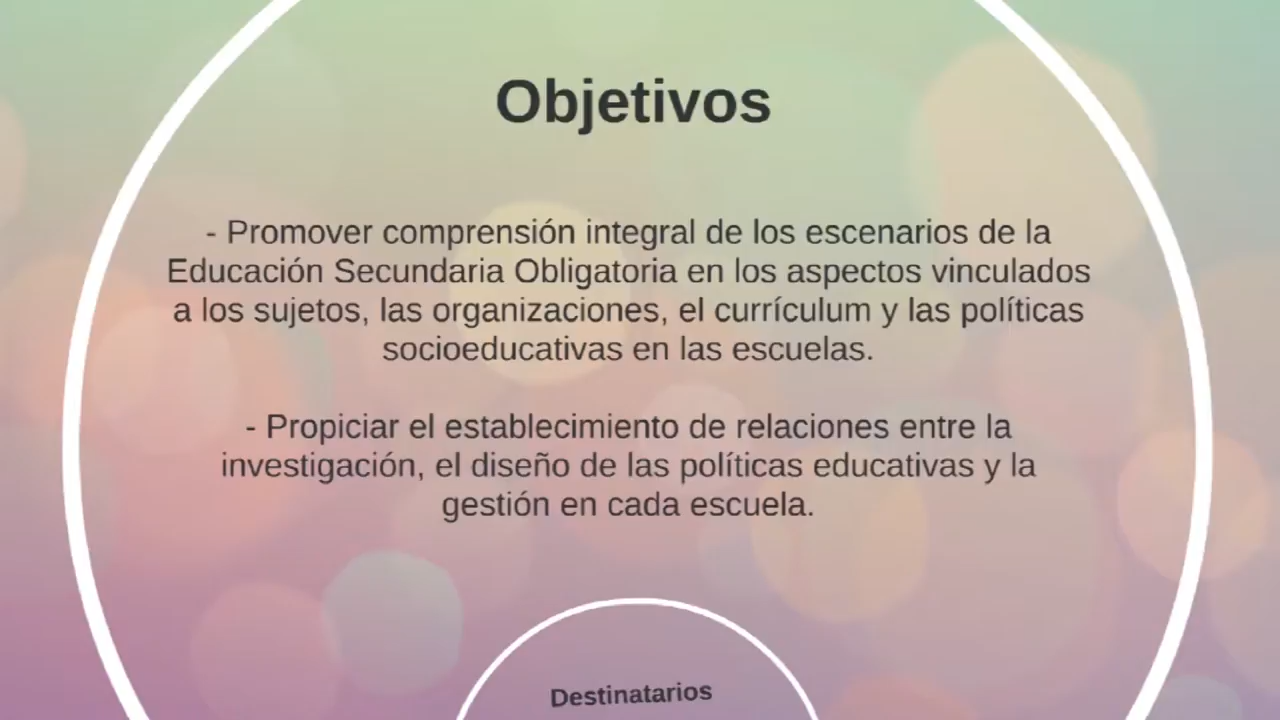 Objetivos
- Promover comprensión integral de los escenarios de la
Educación Secundaria Obligatoria en los aspectos vinculados
a los sujetos, las organizaciones, el currículum y las políticas
socioeducativas en las escuelas.
- Propiciar el establecimiento de relaciones entre la
investigación, el diseño de las políticas educativas y la
gestión en cada escuela.
Destinatarios